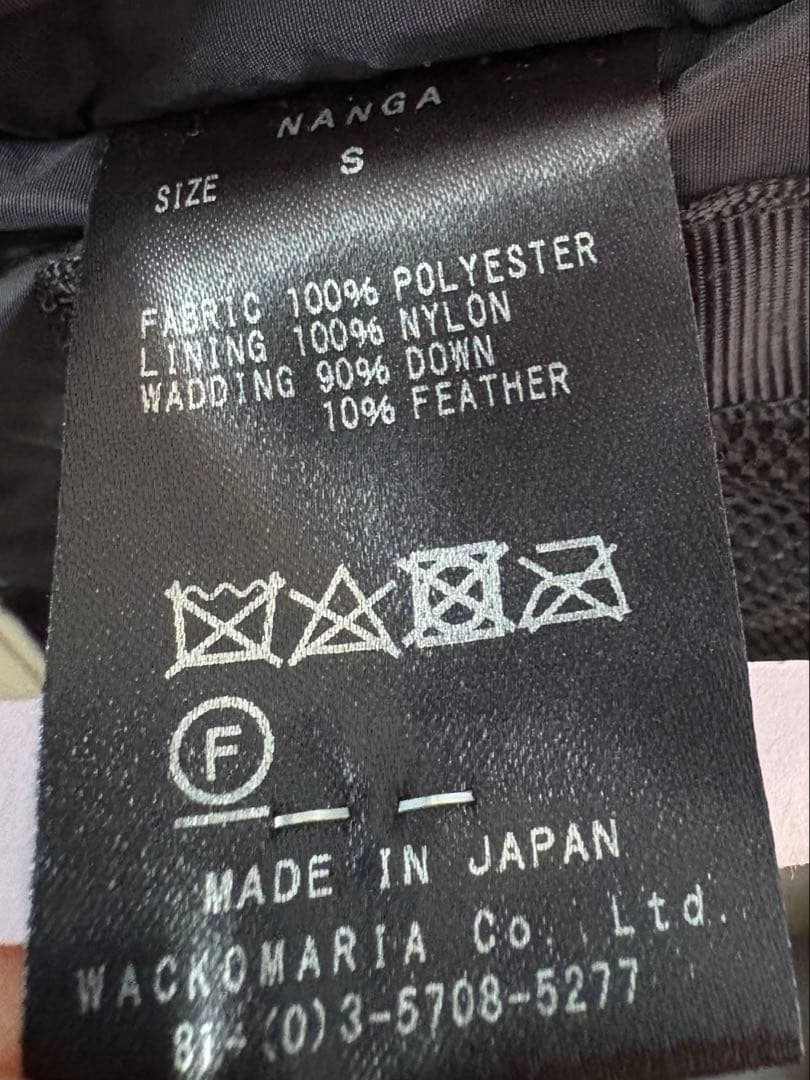 NANGA
SIZE S
FABRIC 100% POLYESTER
LINING 100% NYLON
WADDING 90% DOWN
10% FEATHER
F
MADE IN JAPAN
WACKOMARIA Co., Ltd.
81-(0)3-5708-5277